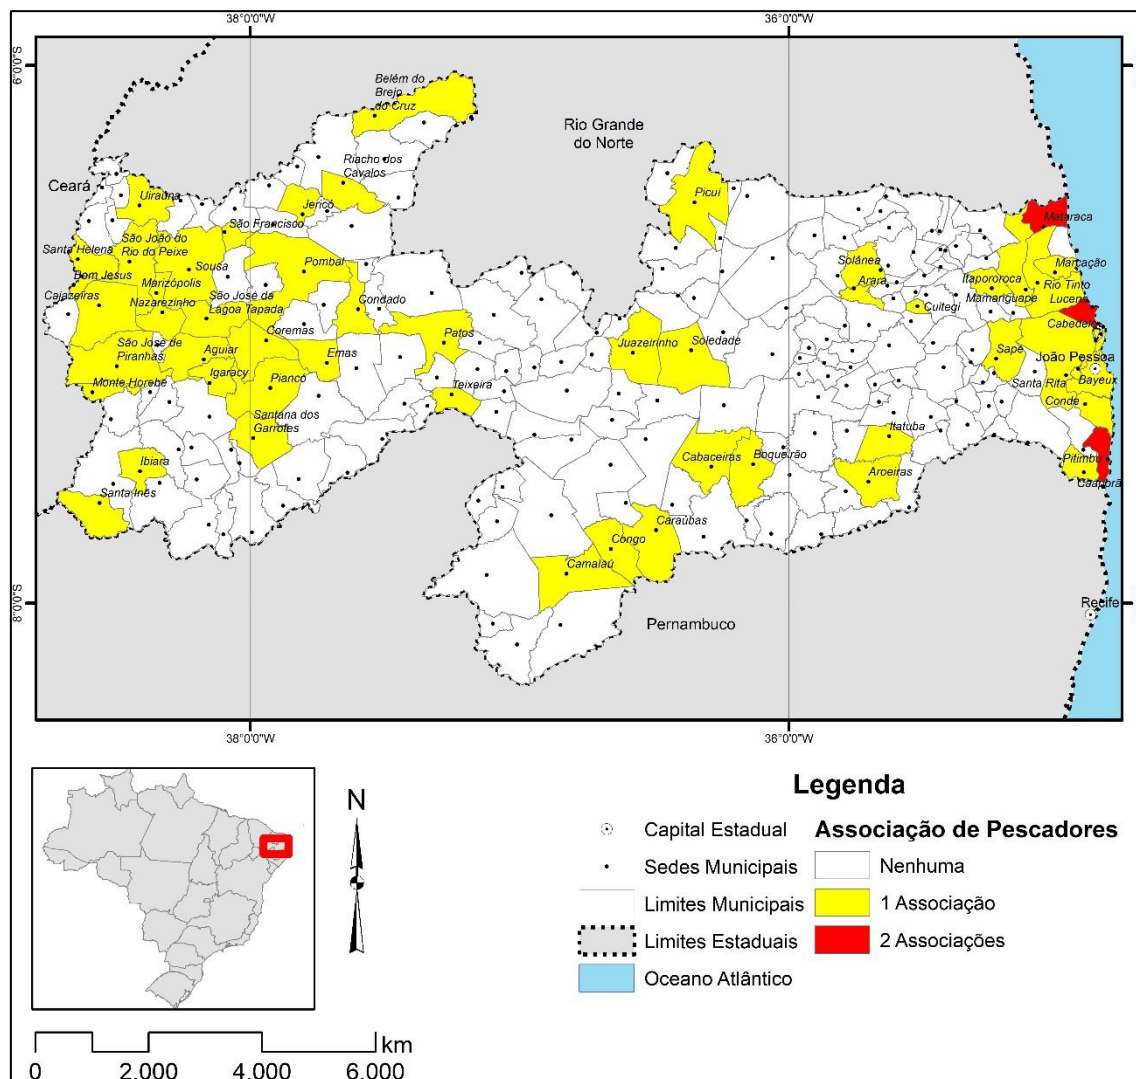 38°0'0"W
36°0'0"W
6°0'0"S
Belém do
Brejo
do Cruz
Rio Grande
do Norte
Ceará
Riacho dos
Cavalos
Uiraúna
Picuí
Jericó
São Francisco
Mataraca
Santa Helena
São João do
Rio do Peixe
Sousa
Pombal
Solânea
Marcação
Bom Jesus
Marizópolis
Arara
Itapororoca
Rio Tinto
Cajazeiras
Nazarezinho
São José da
Lagoa Tapada
Condado
Mamanguape
Lucena
Cuitegi
Coremas
Patos
Juazeirinho
Soledade
Cabedelo
São José de
Piranhas
Aguiar
Emas
Sapé
João Pessoa
Igaracy
Piancó
Teixeira
Santa Rita
Bayeux
Monte Horebe
Conde
Santana dos
Garrotes
Itatuba
Ibiara
Cabaceiras
Boqueirão
Pitimbu
Santa Inês
Aroeiras
Caaporã
Caraúbas
Congo
Camalaú
8°0'0"S
Recife
Pernambuco
38°0'0"W
36°0'0"W
N
Legenda
Capital Estadual
Sedes Municipais
Limites Municipais
Limites Estaduais
Oceano Atlântico
Associação de Pescadores
Nenhuma
1 Associação
2 Associações
km
0 2.000 4.000 6.000